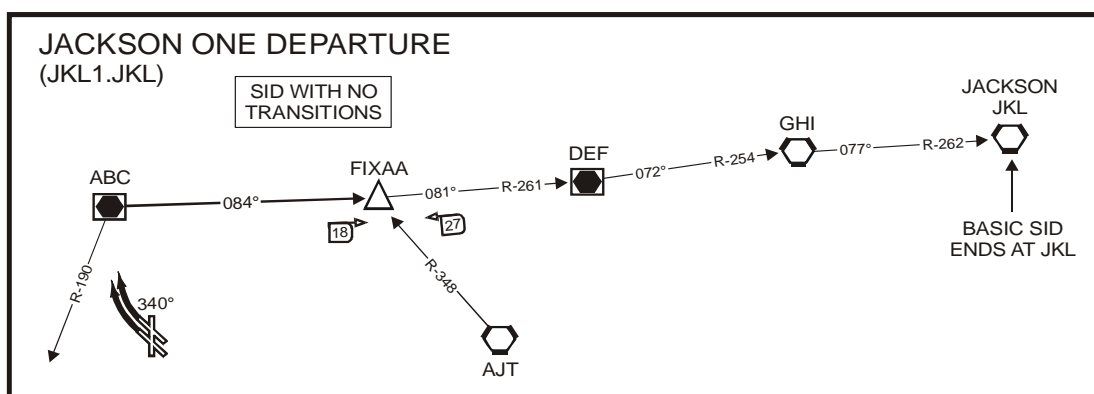 JACKSON ONE DEPARTURE
(JKL1.JKL)
SID WITH NO
TRANSITIONS
JACKSON
JKL
GHI
DEF
FIXAA
ABC
084°
081°
R-261
072°
R-254
077°
R-262
18
27
BASIC SID
ENDS AT JKL
R-190
340°
R-348
AJT